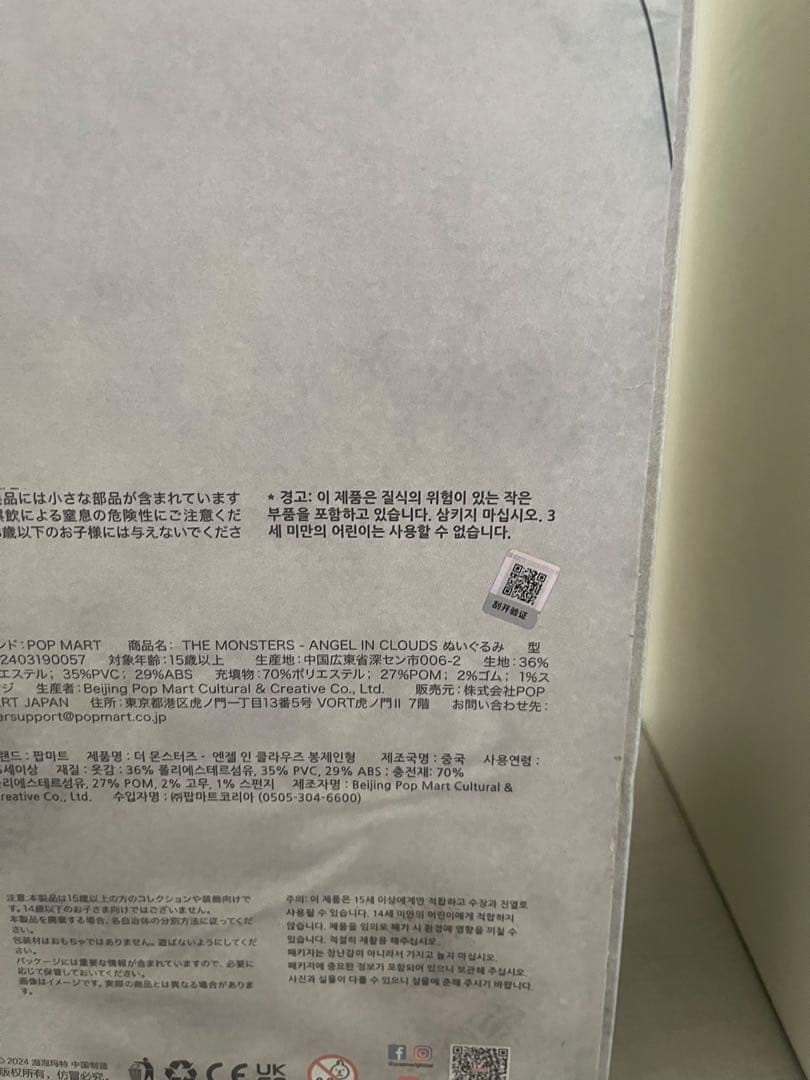 品には小さな部品が含まれています
飲による窒息の危険性にご注意くだ
歳以下のお子様には与えないでくださ
* 경고: 이 제품은 질식의 위험이 있는 작은
부품을 포함하고 있습니다. 삼키지 마십시오. 3
세 미만의 어린이는 사용할 수 없습니다.
刮开验证
ンド：POP MART 商品名： THE MONSTERS - ANGEL IN CLOUDS ぬいぐるみ 型
2403190057 対象年齢：15歳以上 生産地：中国広東省深セン市006-2 生地：36%
エステル； 35%PVC； 29%ABS 充填物：70%ポリエステル； 27%POM； 2%ゴム； 1%ス
ジ 生産者：Beijing Pop Mart Cultural & Creative Co., Ltd. 販売元：株式会社POP
RT JAPAN 住所：東京都港区虎ノ門一丁目13番5号 VORT虎ノ門II 7階 お問い合わせ先：
ersupport@popmart.co.jp
랜드 : 팝마트 제품명 : 더 몬스터즈 - 엔젤 인 클라우즈 봉제인형 제조국명 : 중국 사용연령 :
세이상 재질 : 옷감 : 36% 폴리에스테르섬유, 35% PVC, 29% ABS : 충전재: 70%
리에스테르섬유, 27% POM, 2% 고무, 1% 스펀지 제조자명 : Beijing Pop Mart Cultural &
reative Co., Ltd. 수입자명 : ㈜팝마트코리아 (0505-304-6600)
注意:本製品は15歳以上の方のコレクションや装飾向けで
す。14歳以下のお子さま向けではございません。
本製品を廃棄する場合、各自治体の分別方法に従ってくだ
さい。
包装材はおもちゃではありません。遊ばないようにしてくだ
さい。
パッケージには重要な情報が含まれていますので、必要に
応じて保管しておいてください。
画像はイメージです。実際の商品とは異なる場合がありま
す。
주의: 이 제품은 15세 이상에게만 적합하고 수장과 진열로
사용될 수 있습니다. 14세 미만의 어린이에게 적합하지
않습니다. 제품을 임의로 폐기 시 환경에 영향을 끼칠 수
있습니다. 적절히 재활용 해주십시오.
패키지는 장난감이 아니라서 가지고 놀지 마십시오.
패키지에 중요한 정보가 포함되어 있으니 보관해 주십시오.
사진과 실물이 다를 수 있으니 실물에 준해 주시기 바랍니다.
© 2024 泡泡玛特 中国制造
版权所有，仿冒必究。
CE
UK